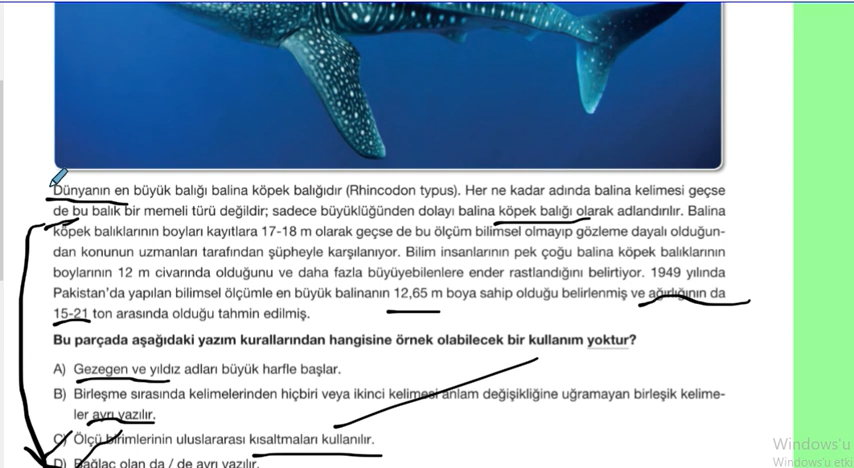 Dünyanın en büyük balığı balina köpek balığıdır (Rhincodon typus). Her ne kadar adında balina kelimesi geçse
de bu balık bir memeli türü değildir; sadece büyüklüğünden dolayı balina köpek balığı olarak adlandırılır. Balina
köpek balıklarının boyları kayıtlara 17-18 m olarak geçse de bu ölçüm bilimsel olmayıp gözleme dayalı olduğun-
dan konunun uzmanları tarafından şüpheyle karşılanıyor. Bilim insanlarının pek çoğu balina köpek balıklarının
boylarının 12 m civarında olduğunu ve daha fazla büyüyebilenlere ender rastlandığını belirtiyor. 1949 yılında
Pakistan'da yapılan bilimsel ölçümle en büyük balinanın 12,65 m boya sahip olduğu belirlenmiş ve ağırlığının da
15-21 ton arasında olduğu tahmin edilmiş.
Bu parçada aşağıdaki yazım kurallarından hangisine örnek olabilecek bir kullanım yoktur?
A) Gezegen ve yıldız adları büyük harfle başlar.
B) Birleşme sırasında kelimelerinden hiçbiri veya ikinci kelimesi anlam değişikliğine uğramayan birleşik kelime-
ler ayrı yazılır.
C) Ölçü birimlerinin uluslararası kısaltmaları kullanılır.
D) Bağlaç olan da / de ayrı yazılır.
Windows'u
Windows'u etki